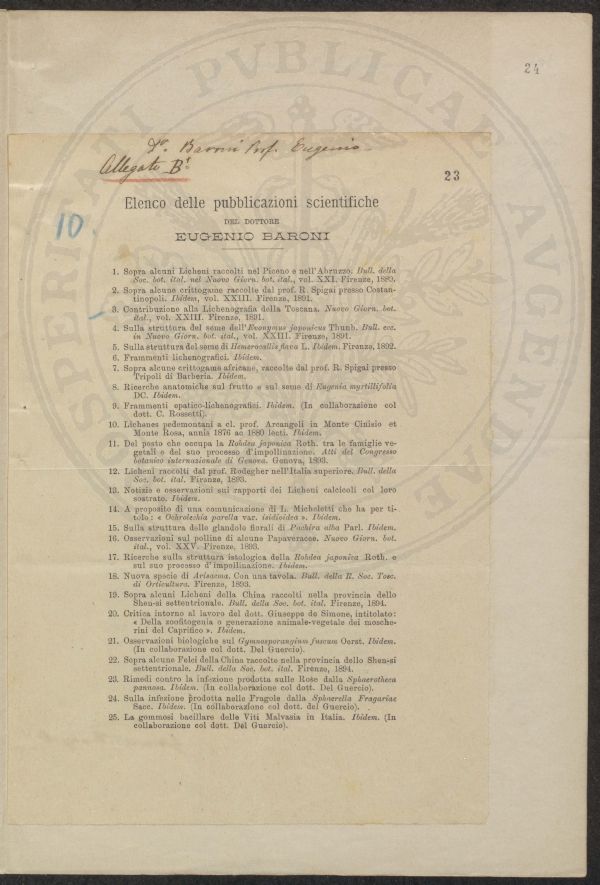 24
Dr. Baroni Prof. Eugenio
Allegato B
23
10.
Elenco delle pubblicazioni scientifiche
DEL DOTTORE
EUGENIO BARONI
1. Sopra alcuni Licheni raccolti nel Piceno e nell'Abruzzo. Bull. della
Soc. bot. ital. nel Nuovo Giorn. bot. ital., vol. XXI. Firenze, 1889.
2. Sopra alcune crittogame raccolte dal prof. R. Spigai presso Costan-
tinopoli. Ibidem, vol. XXIII. Firenze, 1891.
3. Contribuzione alla Lichenografia della Toscana. Nuovo Giorn. bot.
ital., vol. XXIII. Firenze, 1891.
4. Sulla struttura del seme dell'Evonymus japonicus Thunb. Bull. ecc.
in Nuovo Giorn. bot. ital., vol. XXIII. Firenze, 1891.
5. Sulla struttura del seme di Hemerocallis flava L. Ibidem. Firenze, 1892.
6. Frammenti lichenografici. Ibidem.
7. Sopra alcune crittogame africane, raccolte dal prof. R. Spigai presso
Tripoli di Barberia. Ibidem.
8. Ricerche anatomiche sul frutto e sul seme di Eugenia myrtillifolia
DC. Ibidem.
9. Frammenti epatico-lichenografici. Ibidem. (In collaborazione col
dott. C. Rossetti).
10. Lichenes pedemontani a cl. prof. Arcangeli in Monte Cinisio et
Monte Rosa, annis 1876 ac 1880 lecti. Ibidem.
11. Del posto che occupa la Rohdea japonica Roth. tra le famiglie ve-
getali e del suo processo d'impollinazione. Atti del Congresso
botanico internazionale di Genova. Genova, 1893.
12. Licheni raccolti dal prof. Rodegher nell'Italia superiore. Bull. della
Soc. bot. ital. Firenze, 1893.
13. Notizie e osservazioni sui rapporti dei Licheni calcicoli col loro
sostrato. Ibidem.
14. A proposito di una comunicazione di L. Micheletti che ha per ti-
tolo: « Ochrolechia parella var. isidioidea ». Ibidem.
15. Sulla struttura delle glandole fiorali di Pachira alba Parl. Ibidem.
16. Osservazioni sul polline di alcune Papaveracee. Nuovo Giorn. bot.
ital., vol. XXV. Firenze, 1893.
17. Ricerche sulla struttura istologica della Rohdea japonica Roth. e
sul suo processo d'impollinazione. Ibidem.
18. Nuova specie di Arisaema. Con una tavola. Bull. della R. Soc. Tosc.
di Orticultura. Firenze, 1893.
19. Sopra alcuni Licheni della China raccolti nella provincia dello
Shen-si settentrionale. Bull. della Soc. bot. ital. Firenze, 1894.
20. Critica intorno al lavoro del dott. Giuseppe de Simone, intitolato:
« Della zoofitogenia o generazione animale-vegetale dei mosche-
rini del Caprifico ». Ibidem.
21. Osservazioni biologiche sul Gymnosporangium fuscum Oerst. Ibidem.
(In collaborazione col dott. Del Guercio).
22. Sopra alcune Felci della China raccolte nella provincia dello Shen-si
settentrionale. Bull. della Soc. bot. ital. Firenze, 1894.
23. Rimedi contro la infezione prodotta sulle Rose dalla Sphaerotheca
pannosa. Ibidem. (In collaborazione col dott. Del Guercio).
24. Sulla infezione prodotta nelle Fragole dalla Sphaerella Fragariae
Sacc. Ibidem. (In collaborazione col dott. del Guercio).
25. La gommosi bacillare delle Viti Malvasia in Italia. Ibidem. (In
collaborazione col dott. Del Guercio).